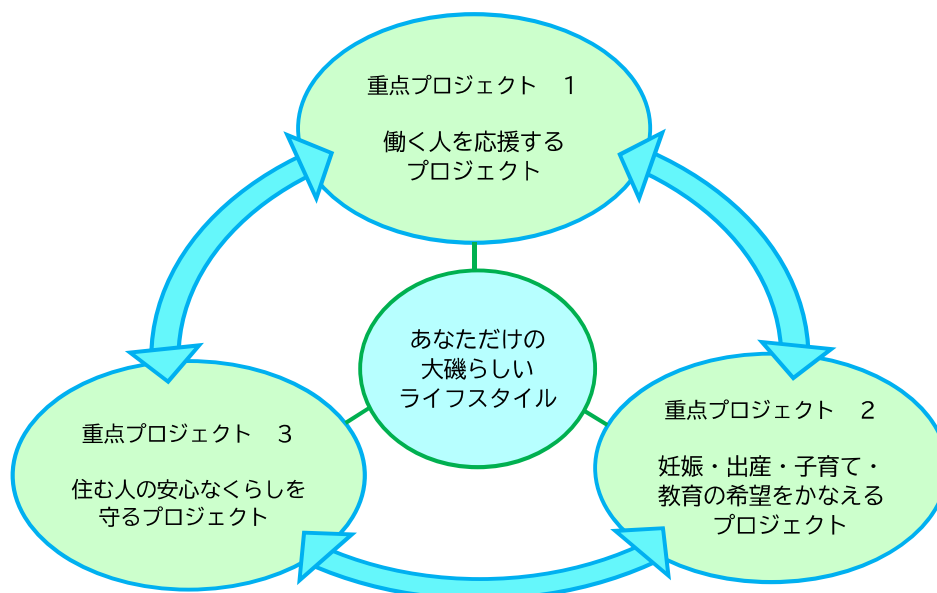 重点プロジェクト　1
働く人を応援する
プロジェクト
あなただけの
大磯らしい
ライフスタイル
重点プロジェクト　2
妊娠・出産・子育て・
教育の希望をかなえる
プロジェクト
重点プロジェクト　3
住む人の安心なくらしを
守るプロジェクト